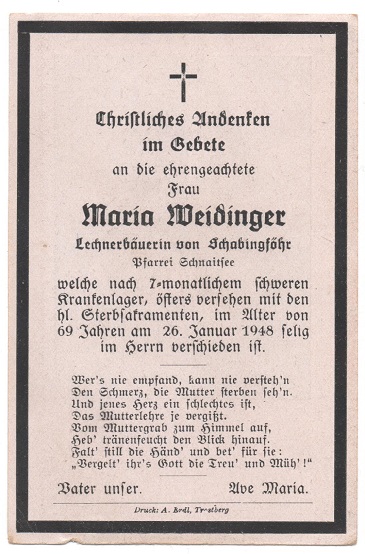 Christliches Andenken
im Gebete
an die ehrengeachtete
Frau
Maria Weidinger
Lechnerbäuerin von Schabingföhr
Pfarrei Schnaitsee
welche nach 7-monatlichem schweren
Krankenlager, öfters versehen mit den
hl. Sterbsakramenten, im Alter von
69 Jahren am 26. Januar 1948 selig
im Herrn verschieden ist.
Wer's nie empfand, kann nie versteh'n
Den Schmerz, die Mutter sterben seh'n.
Und jenes Herz ein schlechtes ist,
Das Mutterlehre je vergißt.
Vom Muttergrab zum Himmel auf,
Heb' tränenfeucht den Blick hinauf.
Falt' still die Händ' und bet' für sie:
„Vergelt' ihr's Gott die Treu' und Müh'!"
Vater unser. Ave Maria.
Druck: A. Erdl, Trostberg